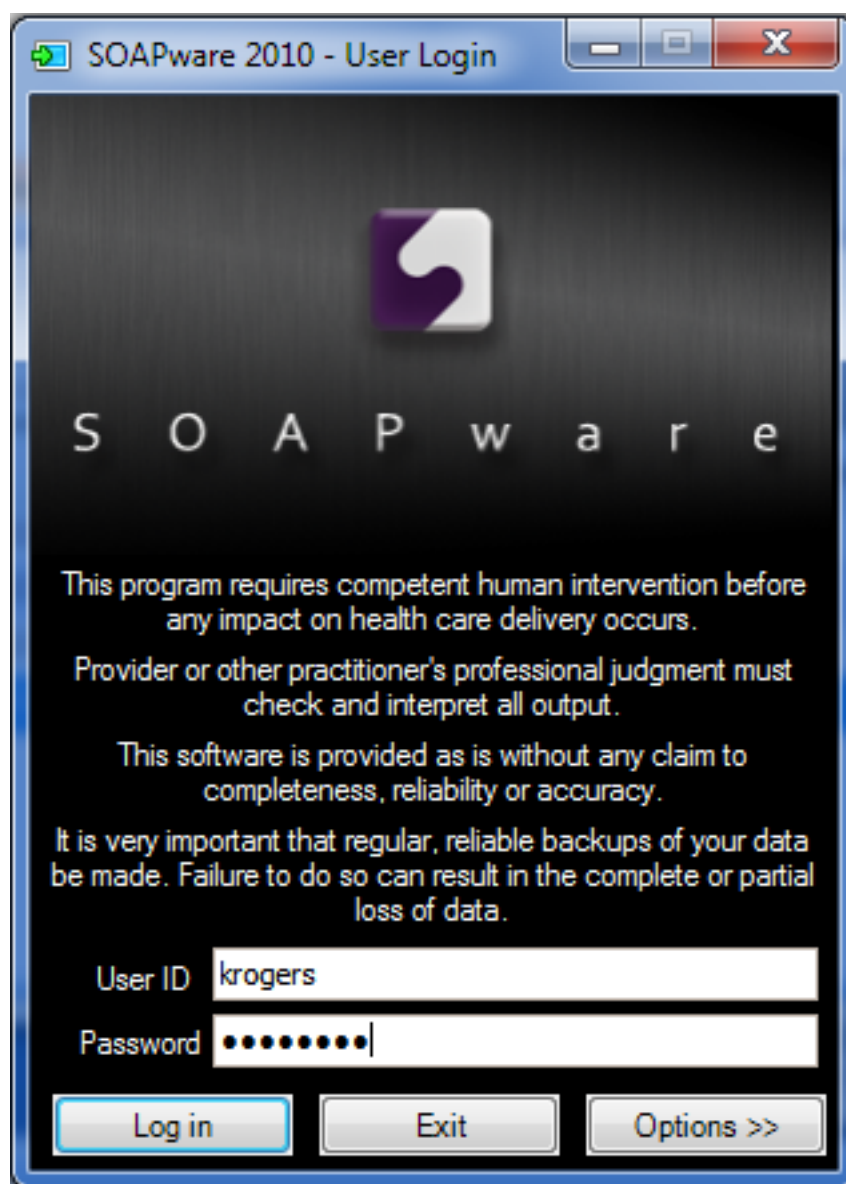 SOAPware 2010 - User Login
SOAPware
This program requires competent human intervention before
any impact on health care delivery occurs.
Provider or other practitioner's professional judgment must
check and interpret all output.
This software is provided as is without any claim to
completeness, reliability or accuracy.
It is very important that regular, reliable backups of your data
be made. Failure to do so can result in the complete or partial
loss of data.
User ID krogers
Password ••••••••
Log in Exit Options >>